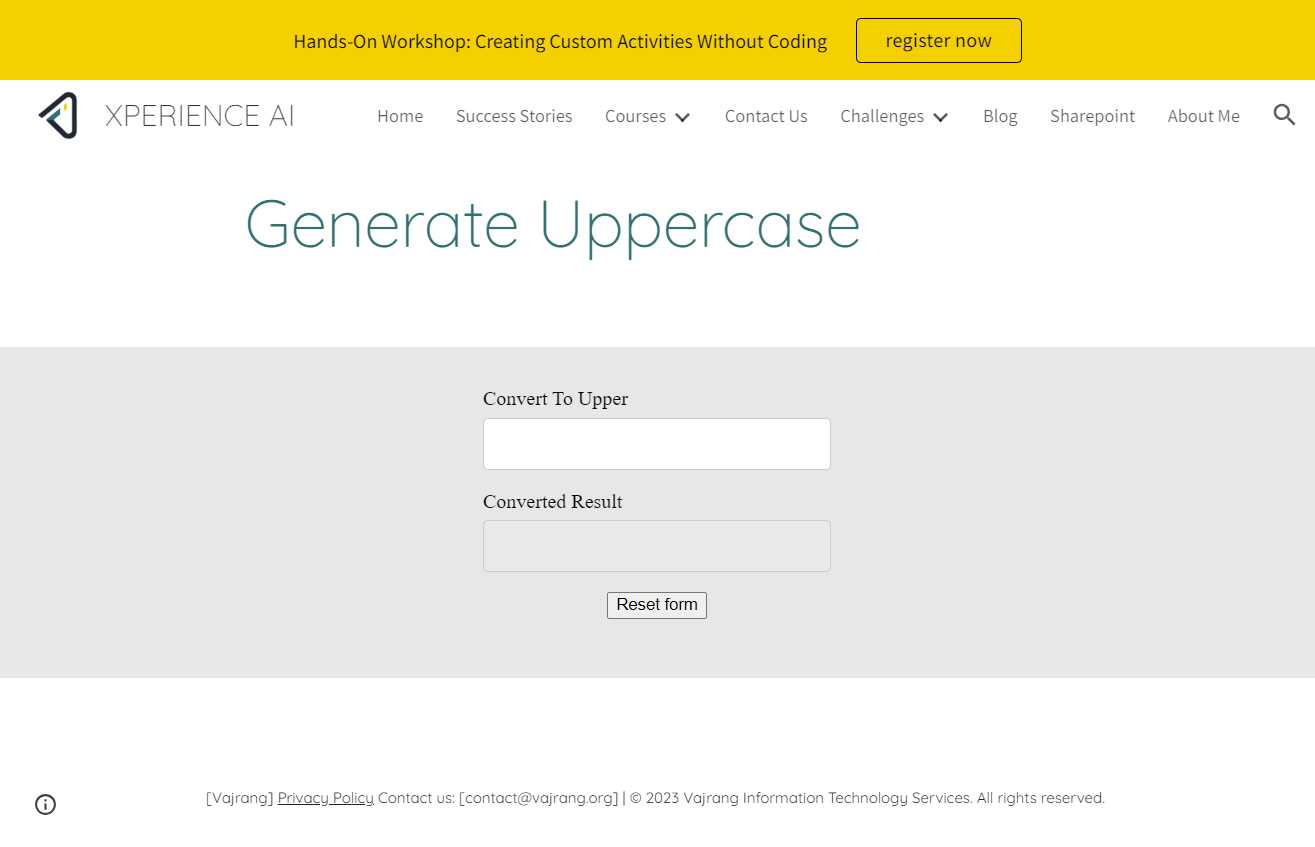 Hands-On Workshop: Creating Custom Activities Without Coding register now
XPERIENCE AI Home Success Stories Courses Contact Us Challenges Blog Sharepoint About Me
Generate Uppercase
Convert To Upper
Converted Result
Reset form
[Vajrang] Privacy Policy Contact us: [contact@vajrang.org] | © 2023 Vajrang Information Technology Services. All rights reserved.